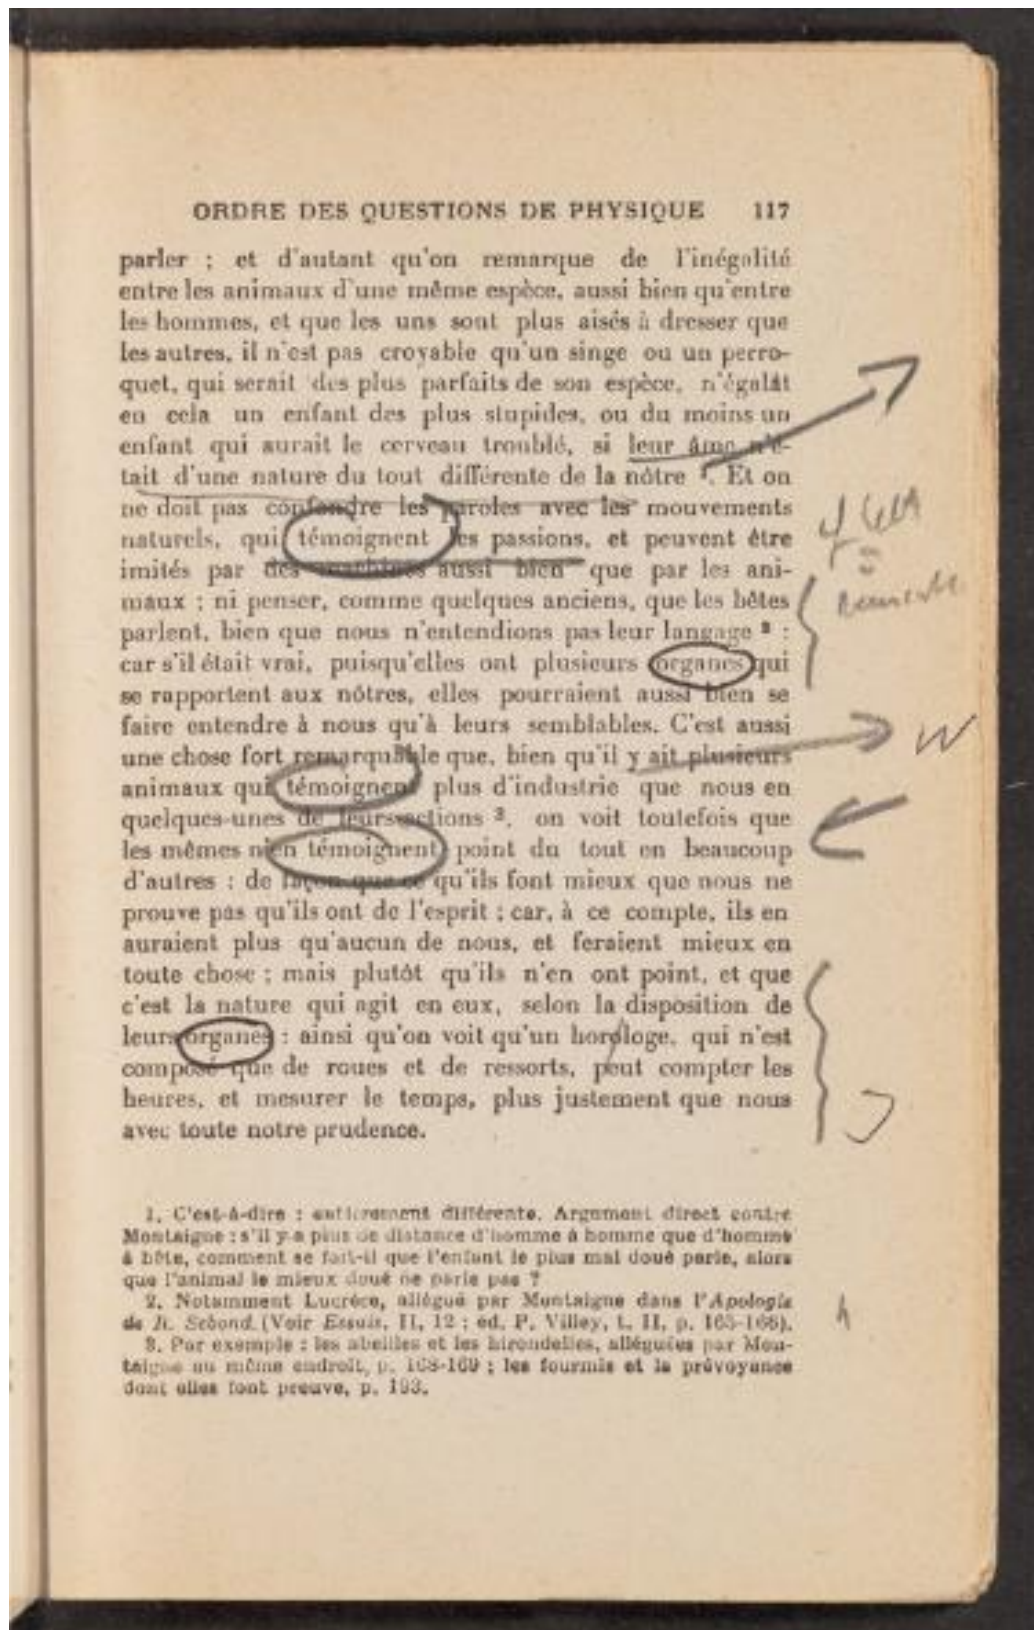 ORDRE DES QUESTIONS DE PHYSIQUE 117
parler ; et d'autant qu'on remarque de l'inégalité
entre les animaux d'une même espèce, aussi bien qu'entre
les hommes, et que les uns sont plus aisés à dresser que
les autres, il n'est pas croyable qu'un singe ou un perro-
quet, qui serait des plus parfaits de son espèce, n'égalât
en cela un enfant des plus stupides, ou du moins un
enfant qui aurait le cerveau troublé, si leur âme n'é-
tait d'une nature du tout différente de la nôtre ¹. Et on
ne doit pas confondre les paroles avec les mouvements
naturels, qui témoignent les passions, et peuvent être
imités par des machines aussi bien que par les ani-
maux ; ni penser, comme quelques anciens, que les bêtes
parlent, bien que nous n'entendions pas leur langage ² :
car s'il était vrai, puisqu'elles ont plusieurs organes qui
se rapportent aux nôtres, elles pourraient aussi bien se
faire entendre à nous qu'à leurs semblables. C'est aussi
une chose fort remarquable que, bien qu'il y ait plusieurs
animaux qui témoignent plus d'industrie que nous en
quelques-unes de leurs actions ³, on voit toutefois que
les mêmes n'en témoignent point du tout en beaucoup
d'autres : de façon que ce qu'ils font mieux que nous ne
prouve pas qu'ils ont de l'esprit ; car, à ce compte, ils en
auraient plus qu'aucun de nous, et feraient mieux en
toute chose ; mais plutôt qu'ils n'en ont point, et que
c'est la nature qui agit en eux, selon la disposition de
leurs organes : ainsi qu'on voit qu'un horologe, qui n'est
composé que de roues et de ressorts, peut compter les
heures, et mesurer le temps, plus justement que nous
avec toute notre prudence.
1. C'est-à-dire : entièrement différente. Argument direct contre
Montaigne : s'il y a plus de distance d'homme à homme que d'homme
à bête, comment se fait-il que l'enfant le plus mal doué parle, alors
que l'animal le mieux doué ne parle pas ?
2. Notamment Lucrèce, allégué par Montaigne dans l'Apologie
de R. Sebond. (Voir Essais, II, 12 ; éd. P. Villey, t. II, p. 165-166).
3. Par exemple : les abeilles et les hirondelles, alléguées par Mon-
taigne au même endroit, p. 168-169 ; les fourmis et la prévoyance
dont elles font preuve, p. 193.